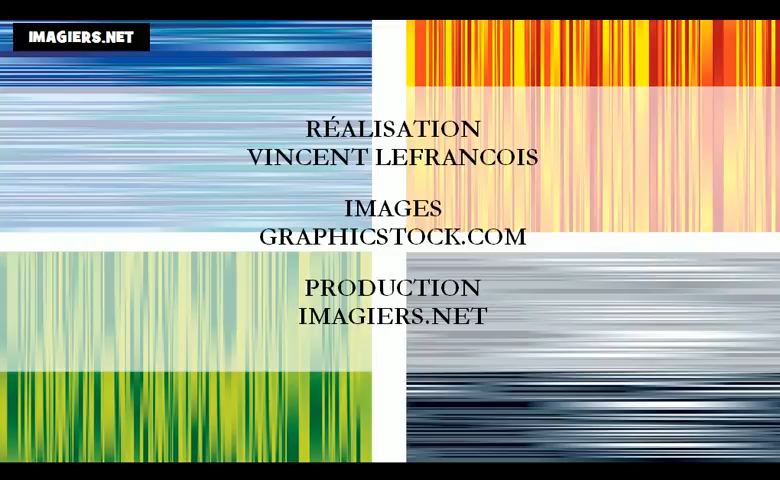 IMAGIERS.NET
RÉALISATION
VINCENT LEFRANCOIS
IMAGES
GRAPHICSTOCK.COM
PRODUCTION
IMAGIERS.NET